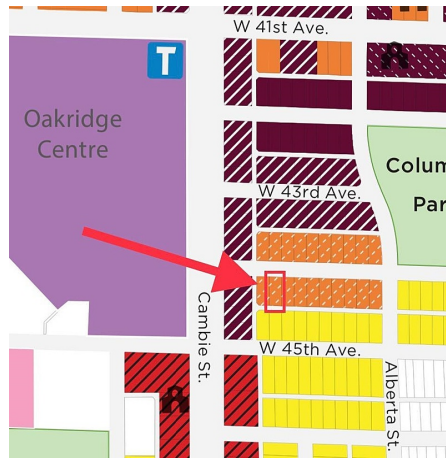 W 41st Ave.
T
Oakridge
Centre
Colum
Par
W 43rd Ave.
Cambie St.
W 45th Ave.
Alberta St.